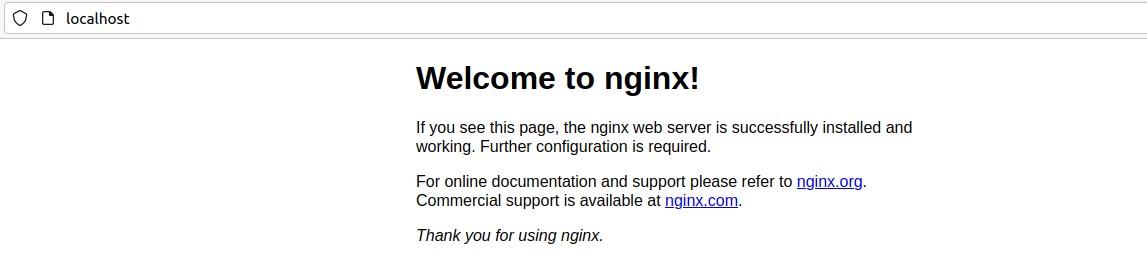 localhost
Welcome to nginx!
If you see this page, the nginx web server is successfully installed and
working. Further configuration is required.
For online documentation and support please refer to nginx.org.
Commercial support is available at nginx.com.
Thank you for using nginx.